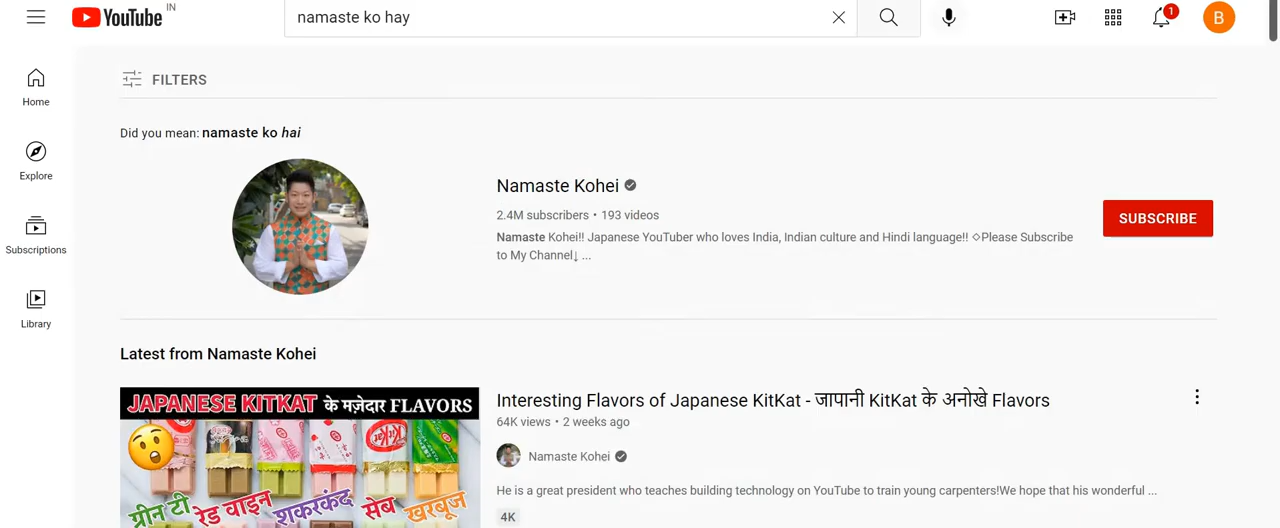 YouTube IN
namaste ko hay
1
B
Home
Explore
Subscriptions
Library
FILTERS
Did you mean: namaste ko hai
Namaste Kohei
2.4M subscribers • 193 videos
Namaste Kohei!! Japanese YouTuber who loves India, Indian culture and Hindi language!! ◇Please Subscribe
to My Channel↓ ...
SUBSCRIBE
Latest from Namaste Kohei
JAPANESE KITKAT के मज़ेदार FLAVORS
KitKat
ग्रीन टी रेड वाइन शकरकंद सेब खरबूज
Interesting Flavors of Japanese KitKat - जापानी KitKat के अनोखे Flavors
64K views • 2 weeks ago
Namaste Kohei
He is a great president who teaches building technology on YouTube to train young carpenters!We hope that his wonderful ...
4K